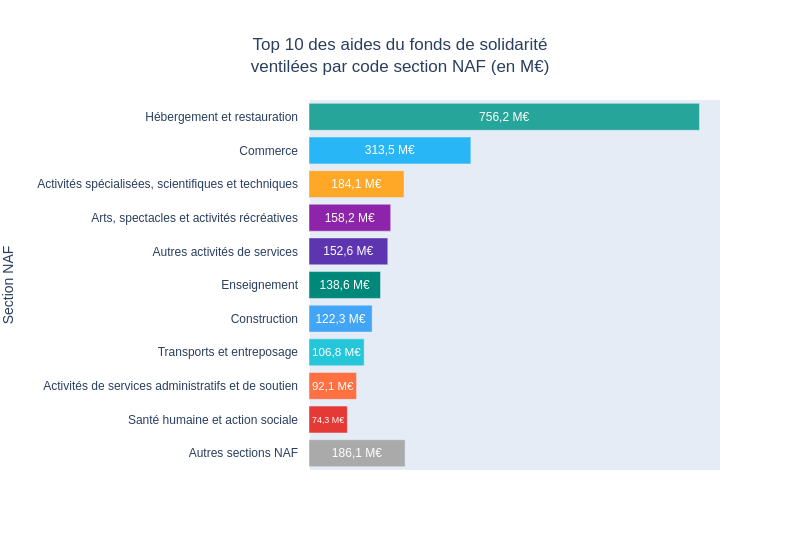 Top 10 des aides du fonds de solidarité
ventilées par code section NAF (en M€)
Section NAF
Hébergement et restauration 756,2 M€
Commerce 313,5 M€
Activités spécialisées, scientifiques et techniques 184,1 M€
Arts, spectacles et activités récréatives 158,2 M€
Autres activités de services 152,6 M€
Enseignement 138,6 M€
Construction 122,3 M€
Transports et entreposage 106,8 M€
Activités de services administratifs et de soutien 92,1 M€
Santé humaine et action sociale 74,3 M€
Autres sections NAF 186,1 M€